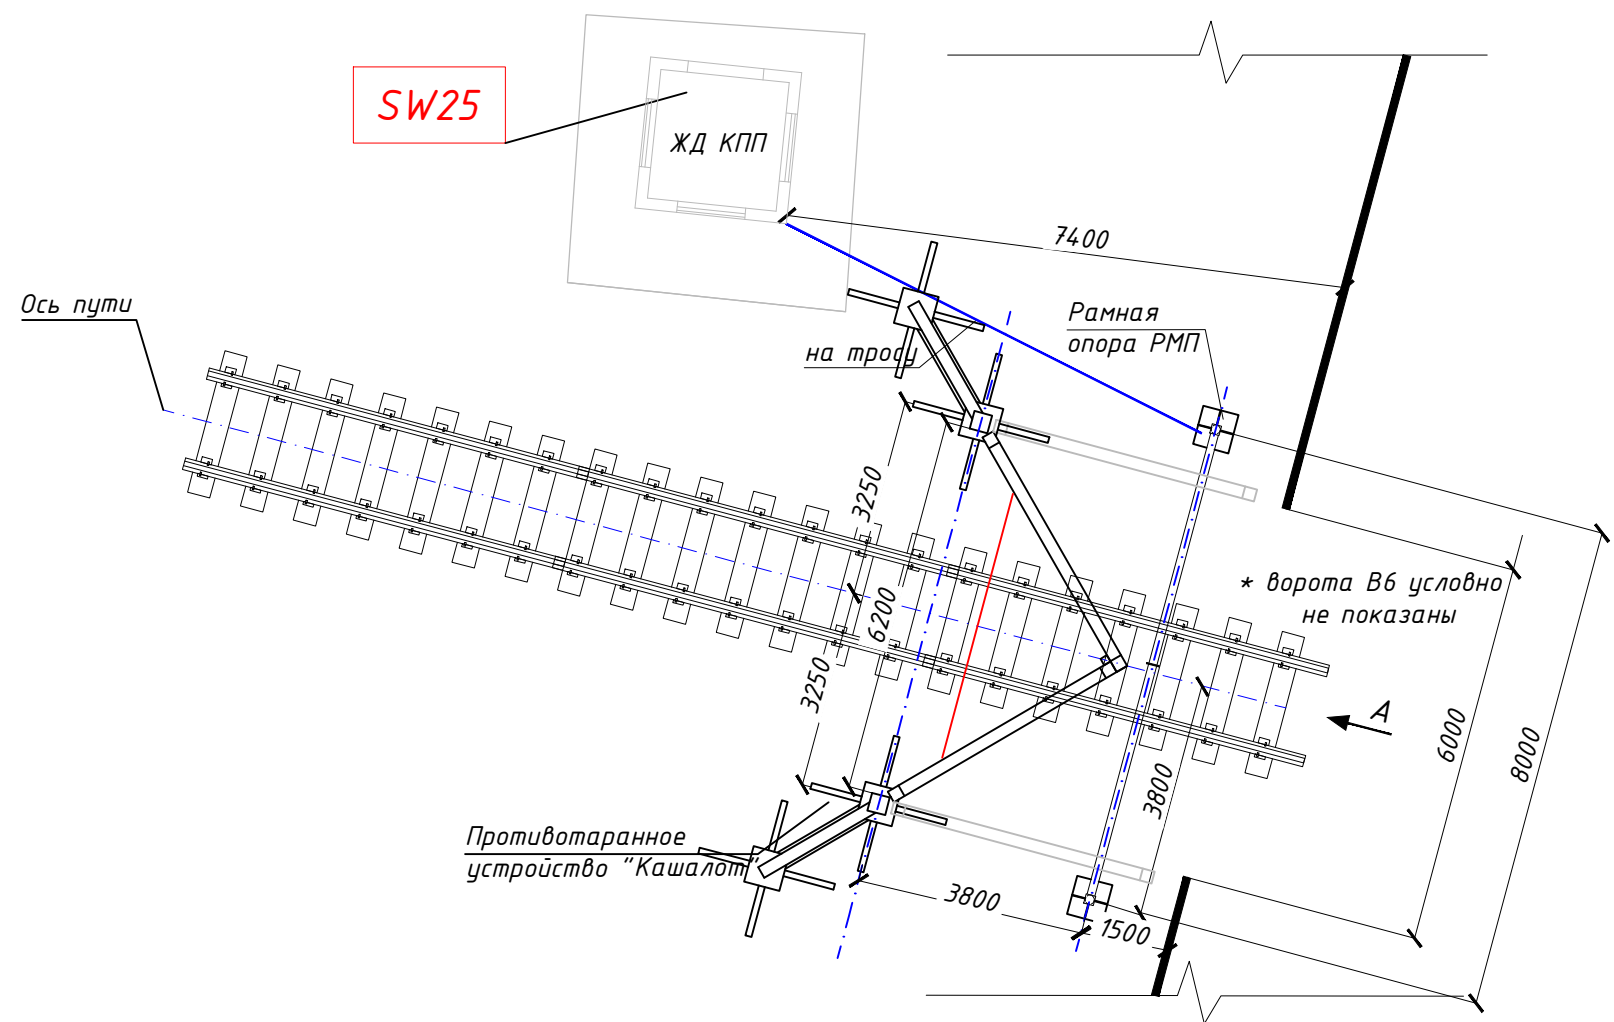 SW25
ЖД КПП
7400
Ось пути
Рамная
опора РМП
на тросу
3250
6200
3250
* ворота В6 условно
не показаны
А
6000
8000
3800
Противотаранное
устройство "Кашалот"
3800
1500